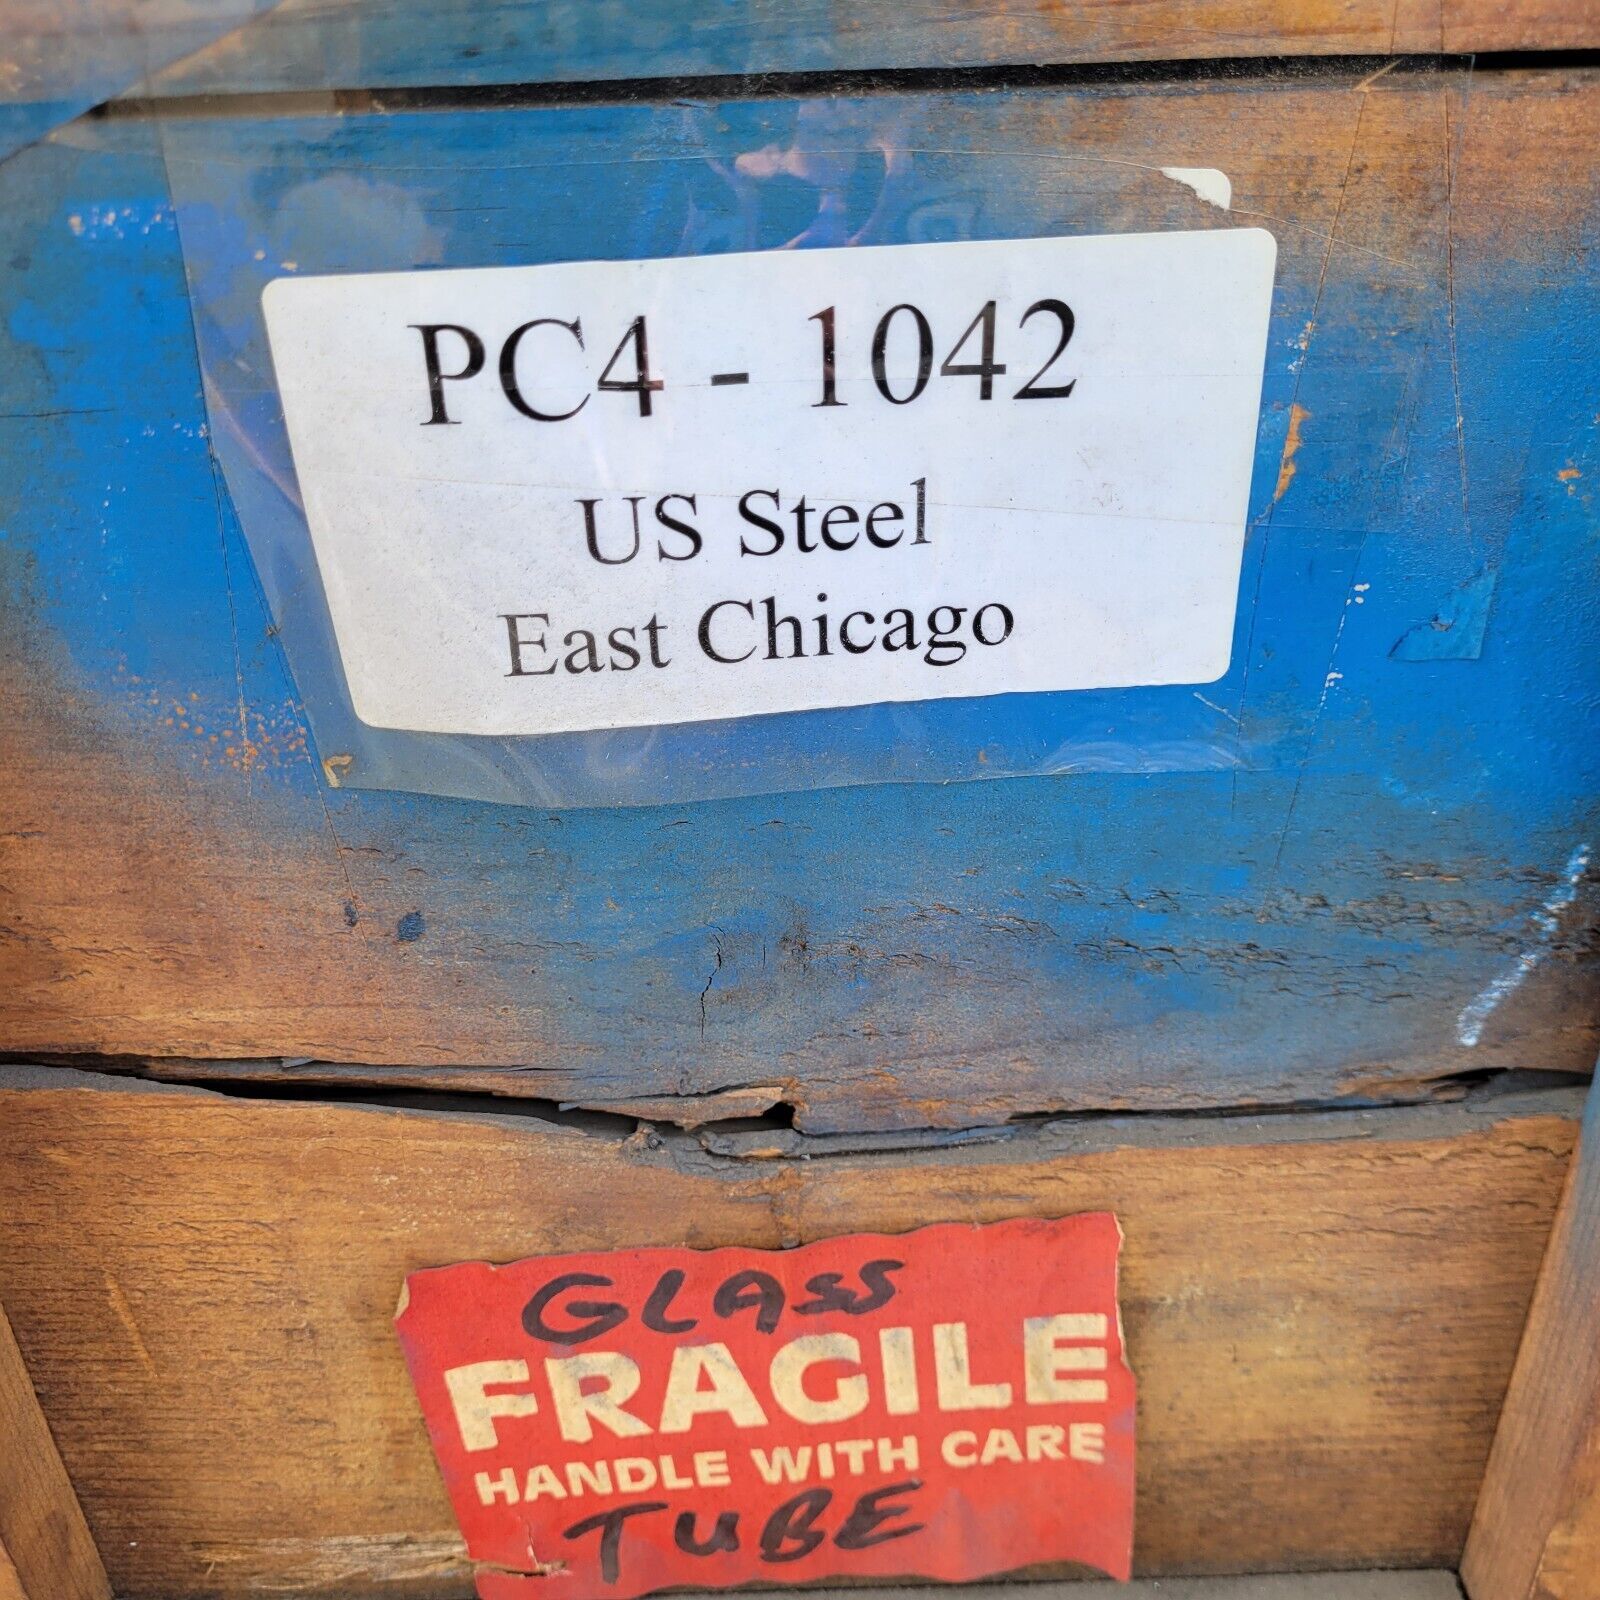 PC4 - 1042
US Steel
East Chicago
GLASS
FRAGILE
HANDLE WITH CARE
TUBE